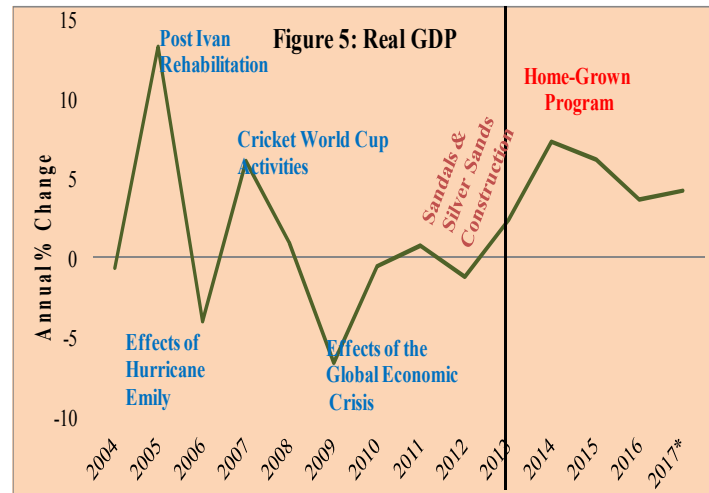 Figure 5: Real GDP
Annual % Change
15
10
5
0
-5
-10
Post Ivan
Rehabilitation
Cricket World Cup
Activities
Sandals &
Silver Sands
Construction
Home-Grown
Program
Effects of
Hurricane
Emily
Effects of the
Global Economic
Crisis
2004
2005
2006
2007
2008
2009
2010
2011
2012
2013
2014
2015
2016
2017*